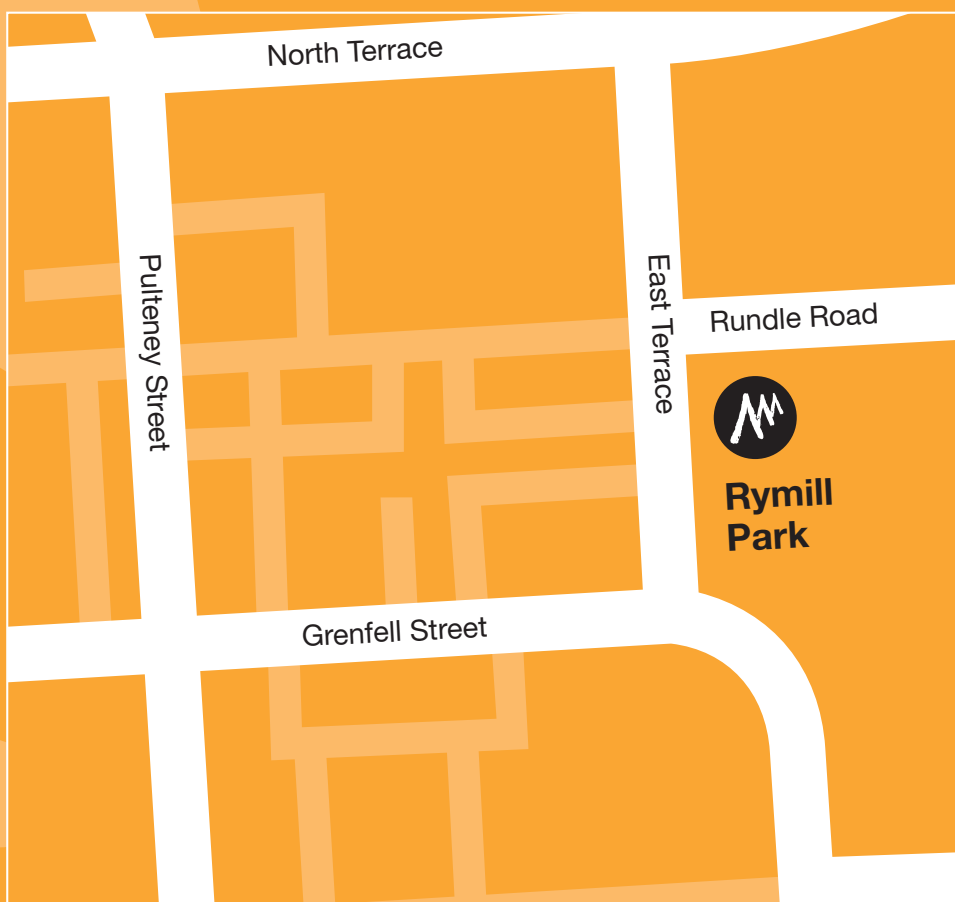 North Terrace
Pulteney Street
East Terrace
Rundle Road
Rymill
Park
Grenfell Street